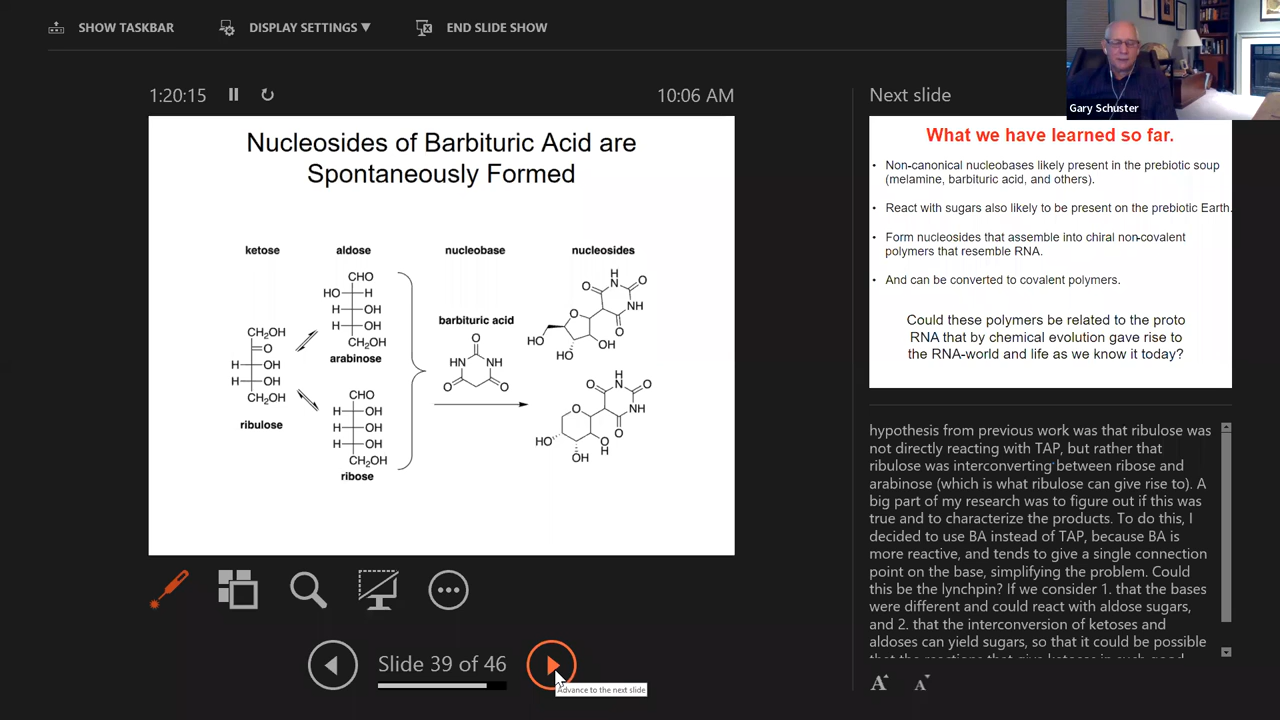 SHOW TASKBAR
DISPLAY SETTINGS ▼
END SLIDE SHOW
Gary Schuster
1:20:15
10:06 AM
Nucleosides of Barbituric Acid are
Spontaneously Formed
ketose
aldose
nucleobase
nucleosides
CH₂OH
O
H OH
H OH
CH₂OH
ribulose
CHO
HO H
H OH
H OH
CH₂OH
arabinose
CHO
H OH
H OH
H OH
CH₂OH
ribose
barbituric acid
O
HN NH
O O
H
O N O
NH
O O
HO
HO OH
H
O N O
NH
O O
HO
O
OH H
Slide 39 of 46
Advance to the next slide
Next slide
What we have learned so far.
• Non-canonical nucleobases likely present in the prebiotic soup
(melamine, barbituric acid, and others).
• React with sugars also likely to be present on the prebiotic Earth.
• Form nucleosides that assemble into chiral non-covalent
polymers that resemble RNA.
• And can be converted to covalent polymers.
Could these polymers be related to the proto
RNA that by chemical evolution gave rise to
the RNA-world and life as we know it today?
hypothesis from previous work was that ribulose was
not directly reacting with TAP, but rather that
ribulose was interconverting between ribose and
arabinose (which is what ribulose can give rise to). A
big part of my research was to figure out if this was
true and to characterize the products. To do this, I
decided to use BA instead of TAP, because BA is
more reactive, and tends to give a single connection
point on the base, simplifying the problem. Could
this be the lynchpin? If we consider 1. that the bases
were different and could react with aldose sugars,
and 2. that the interconversion of ketoses and
aldoses can yield sugars, so that it could be possible
A A